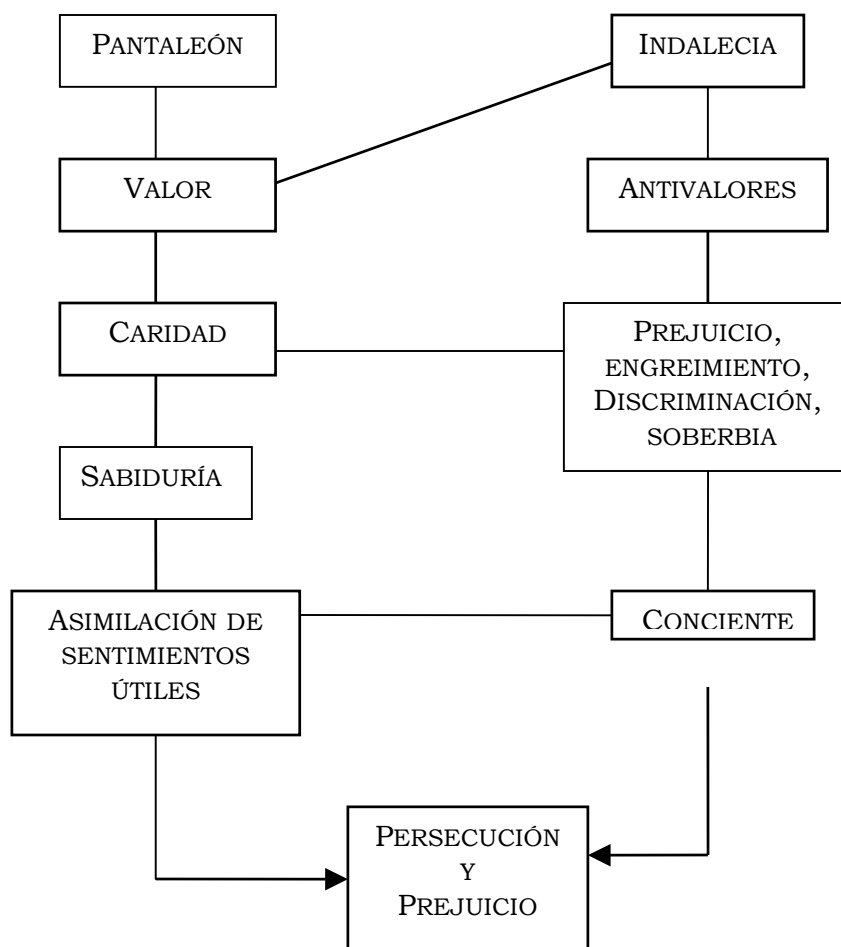 PANTALEÓN
INDALECIA
VALOR
ANTIVALORES
CARIDAD
PREJUICIO,
ENGREIMIENTO,
DISCRIMINACIÓN,
SOBERBIA
SABIDURÍA
ASIMILACIÓN DE
SENTIMIENTOS
ÚTILES
CONCIENTE
PERSECUCIÓN
Y
PREJUICIO